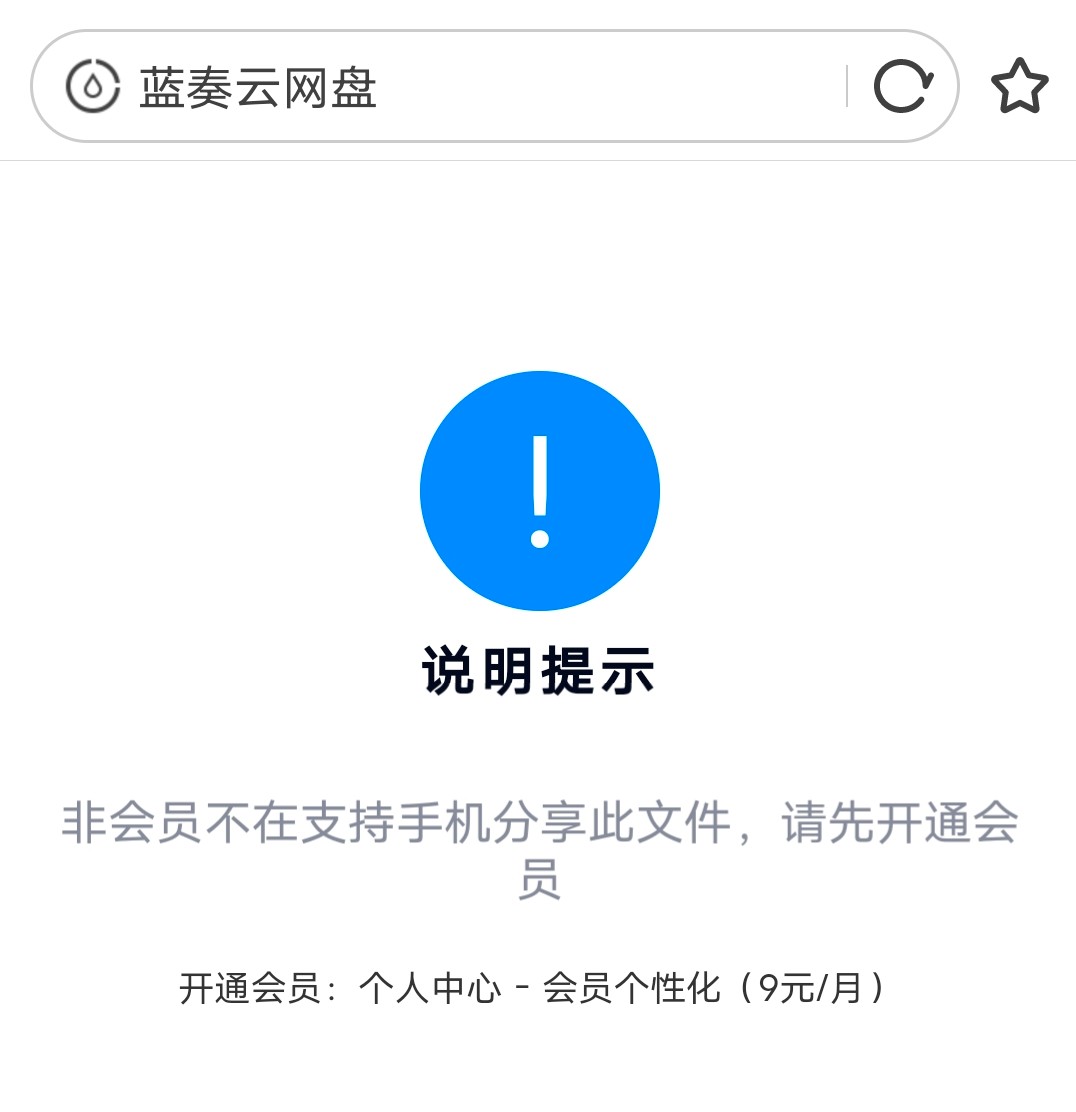 蓝奏云网盘
说明提示
非会员不在支持手机分享此文件，请先开通会
员
开通会员：个人中心 - 会员个性化（9元/月）